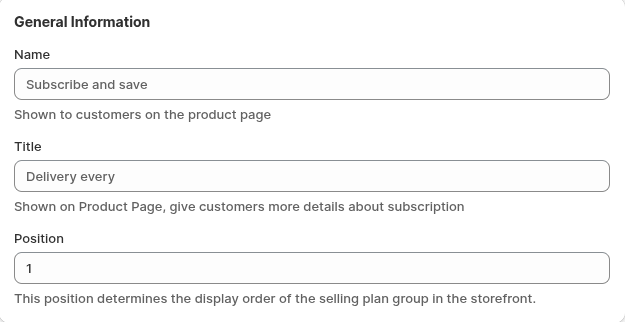 General Information
Name
Subscribe and save
Shown to customers on the product page
Title
Delivery every
Shown on Product Page, give customers more details about subscription
Position
1
This position determines the display order of the selling plan group in the storefront.